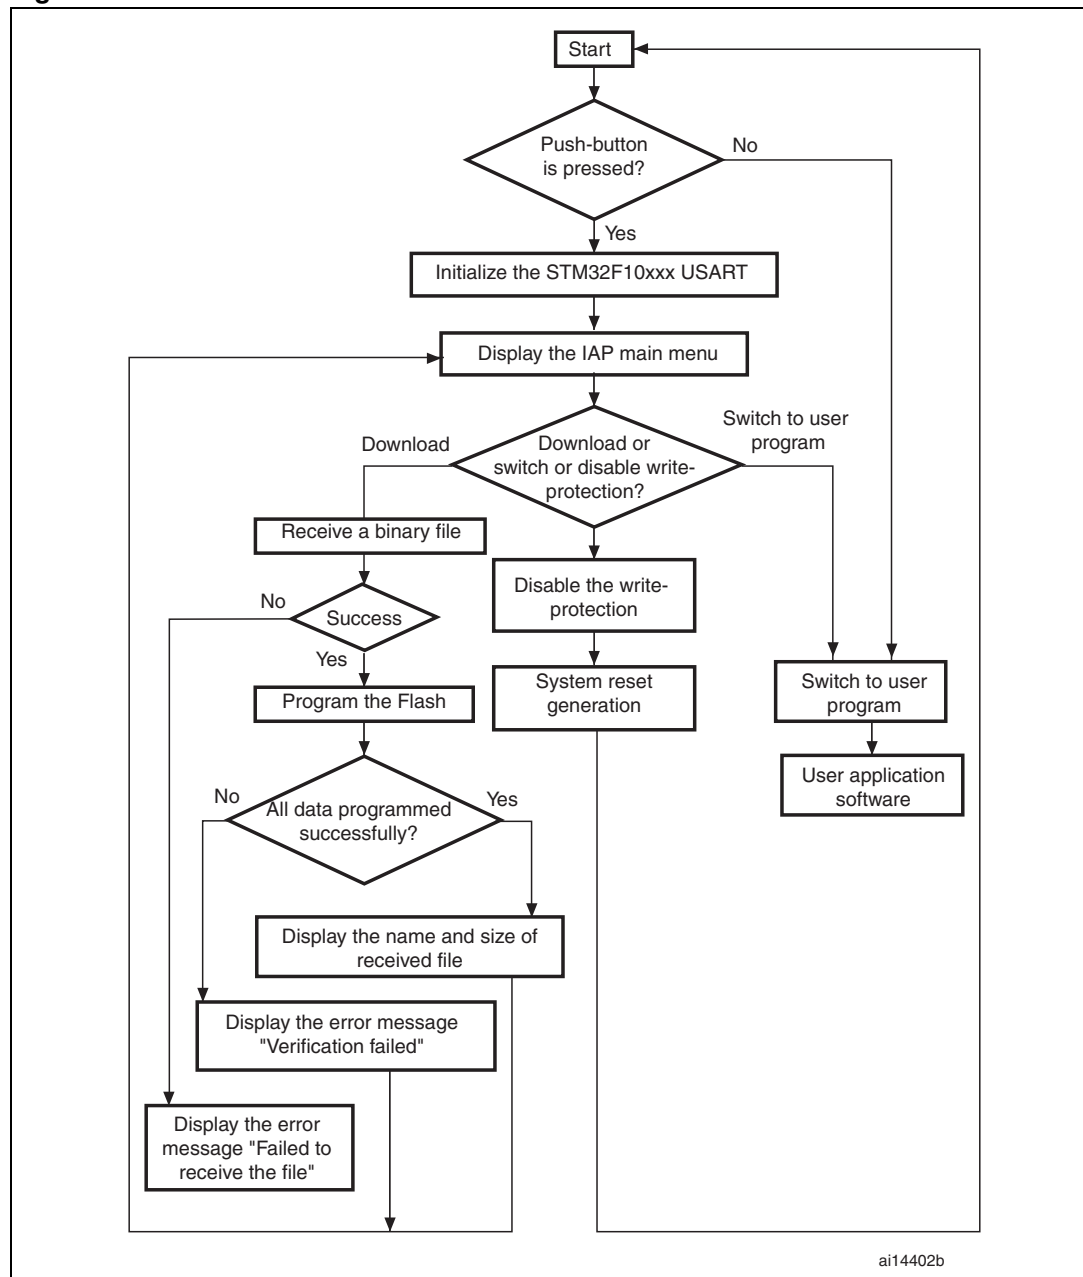 Start
Push-button
is pressed?
No
Yes
Initialize the STM32F10xxx USART
Display the IAP main menu
Switch to user
program
Download
Download or
switch or disable write-
protection?
Receive a binary file
Disable the write-
protection
No
Success
Yes
System reset
generation
Switch to user
program
Program the Flash
User application
software
No
Yes
All data programmed
successfully?
Display the name and size of
received file
Display the error message
"Verification failed"
Display the error
message "Failed to
receive the file"
ai14402b